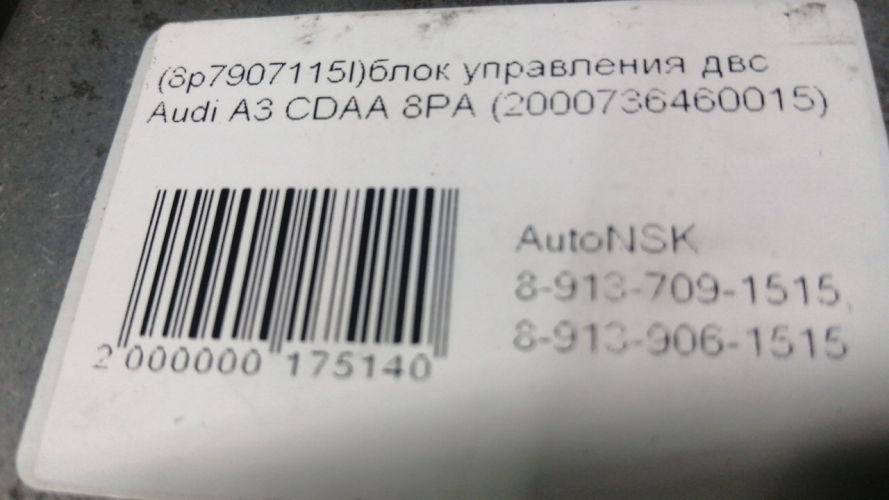 (8p7907115l)блок управления двс
Audi A3 CDAA 8PA (2000736460015)
AutoNSK
8-913-709-1515,
8-913-906-1515
2 000000 175140